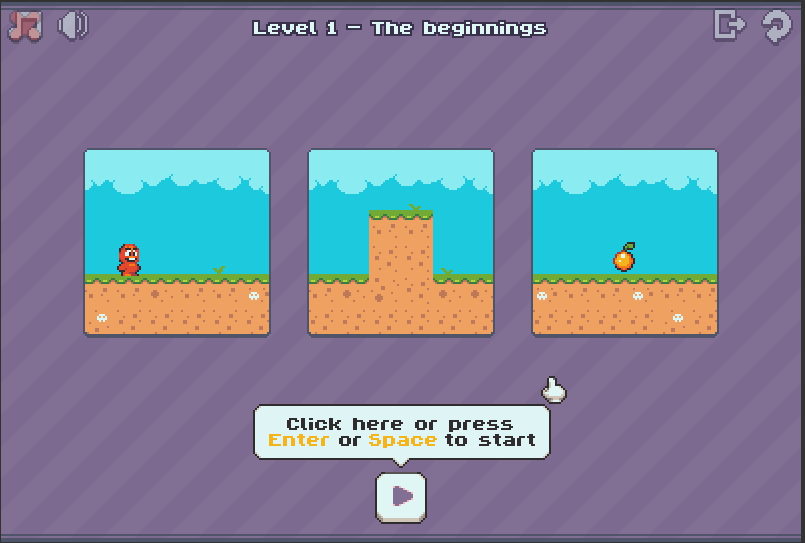 Level 1 - The beginnings
Click here or press
Enter or Space to start